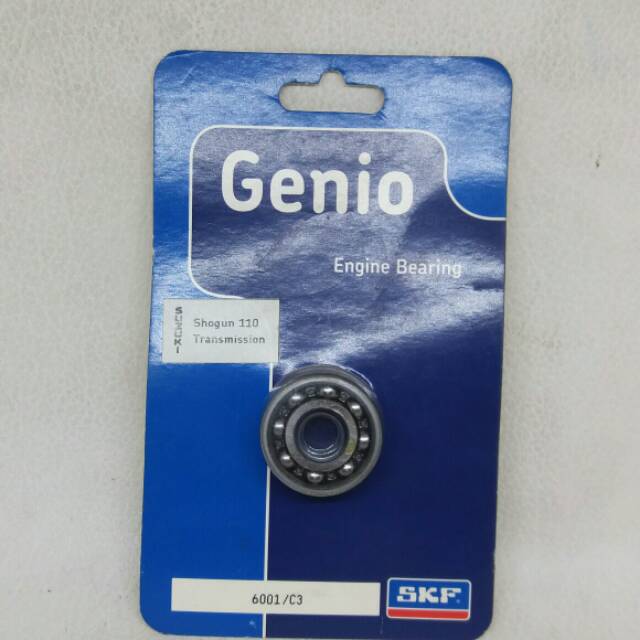 Genio
Engine Bearing
SUZUKI
Shogun 110
Transmission
6001/C3
SKF